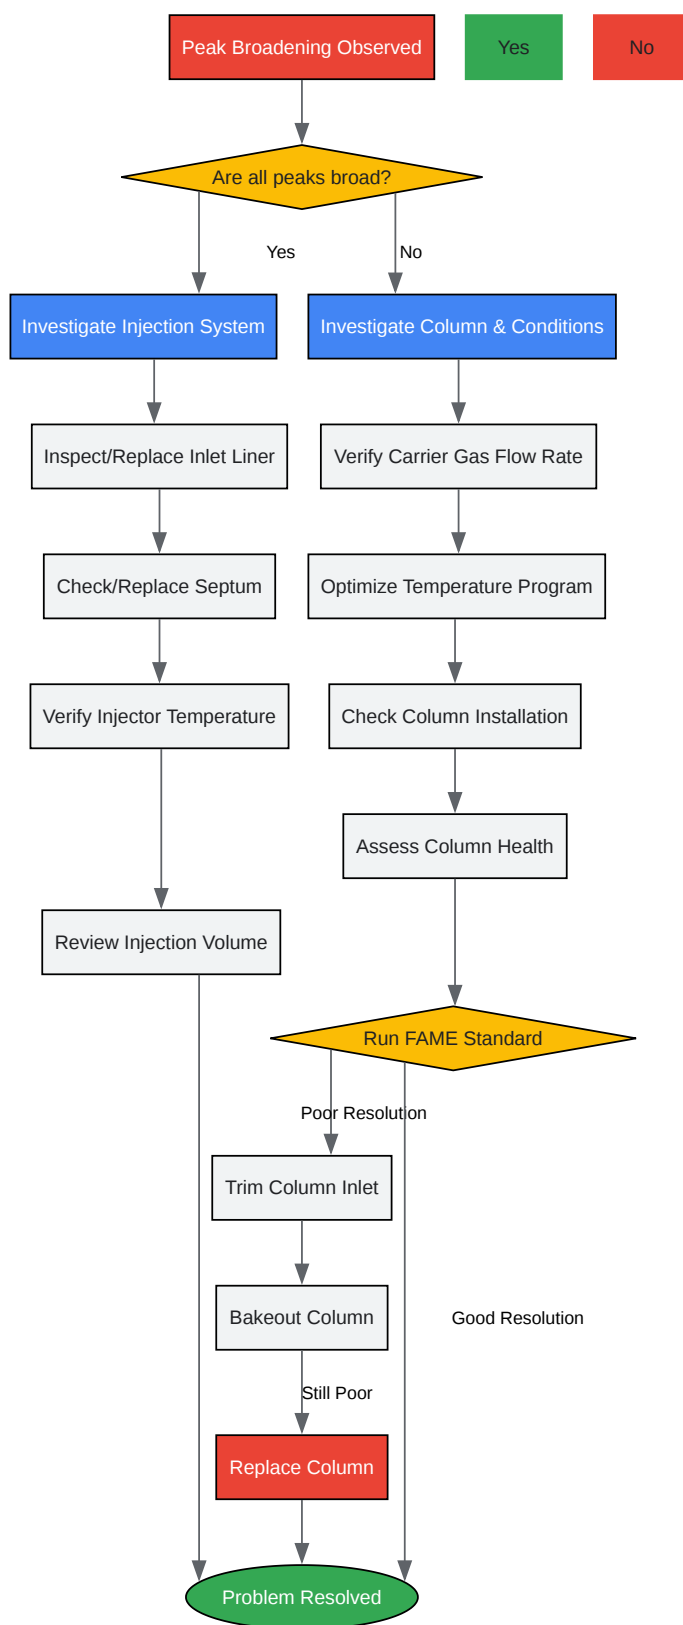 Peak Broadening Observed
Yes
No
Are all peaks broad?
Yes
No
Investigate Injection System
Investigate Column & Conditions
Inspect/Replace Inlet Liner
Verify Carrier Gas Flow Rate
Check/Replace Septum
Optimize Temperature Program
Verify Injector Temperature
Check Column Installation
Assess Column Health
Review Injection Volume
Run FAME Standard
Poor Resolution
Trim Column Inlet
Bakeout Column
Good Resolution
Still Poor
Replace Column
Problem Resolved